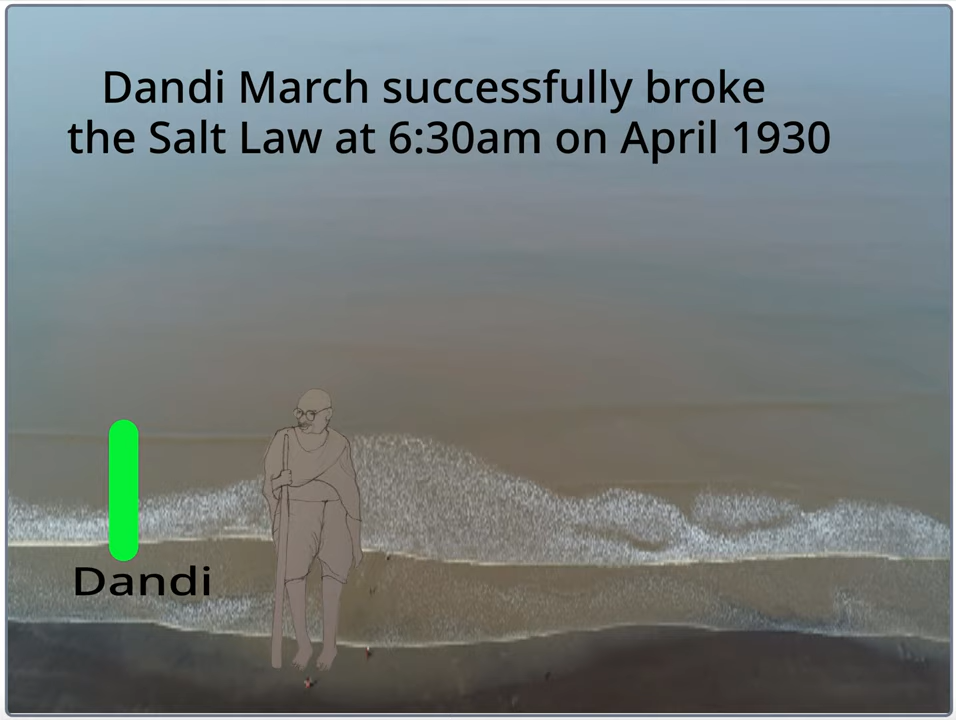 Dandi March successfully broke
the Salt Law at 6:30am on April 1930
Dandi